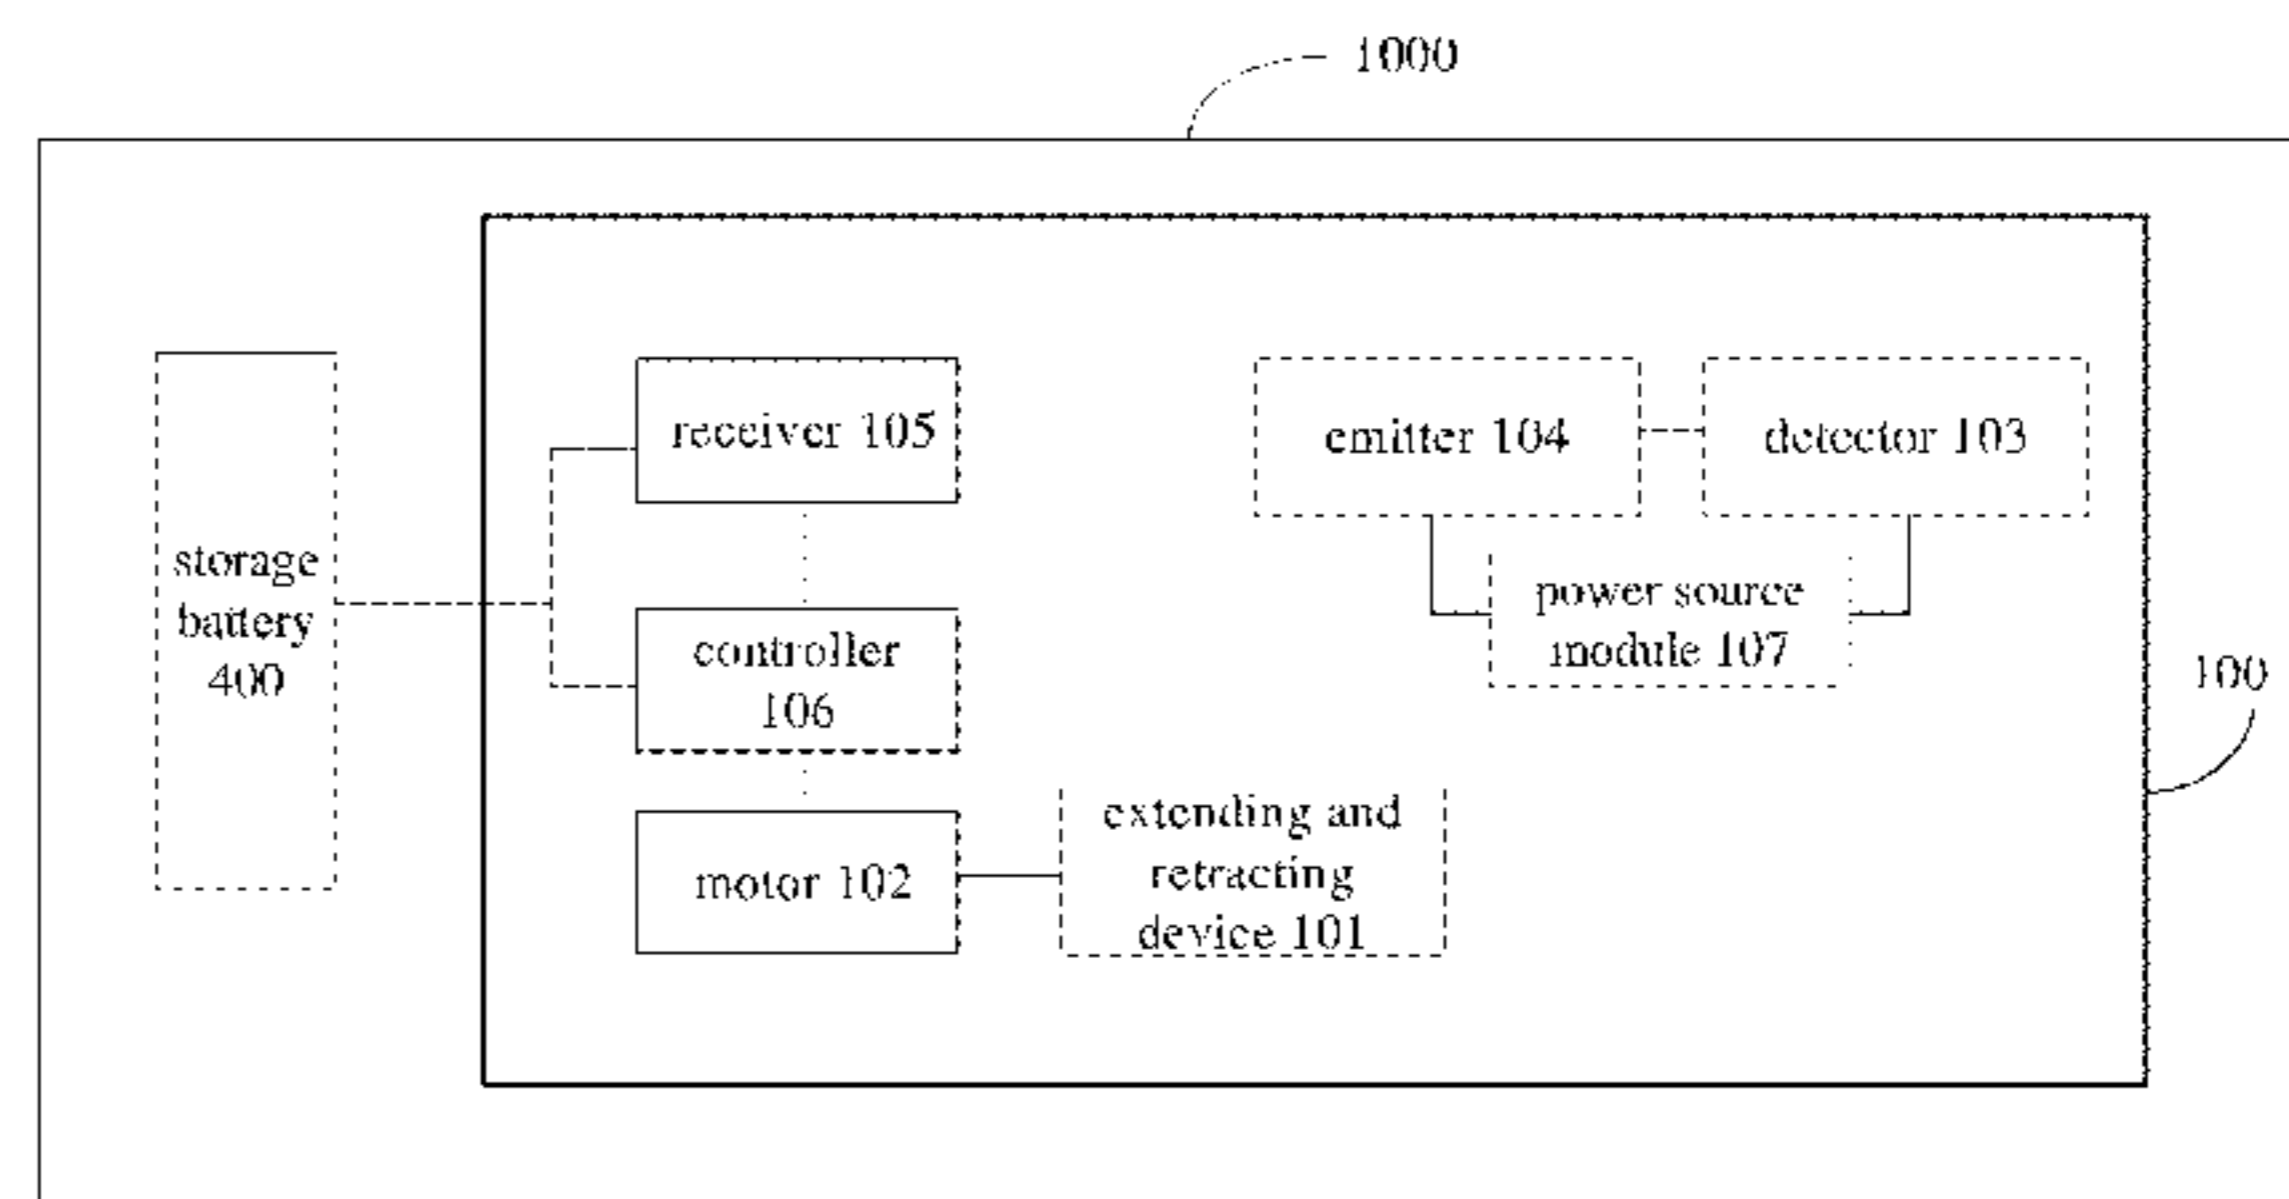 1000
receiver 105
emitter 104
detector 103
storage
battery
400
controller
106
power source
module 107
100
motor 102
extending and
retracting
device 101